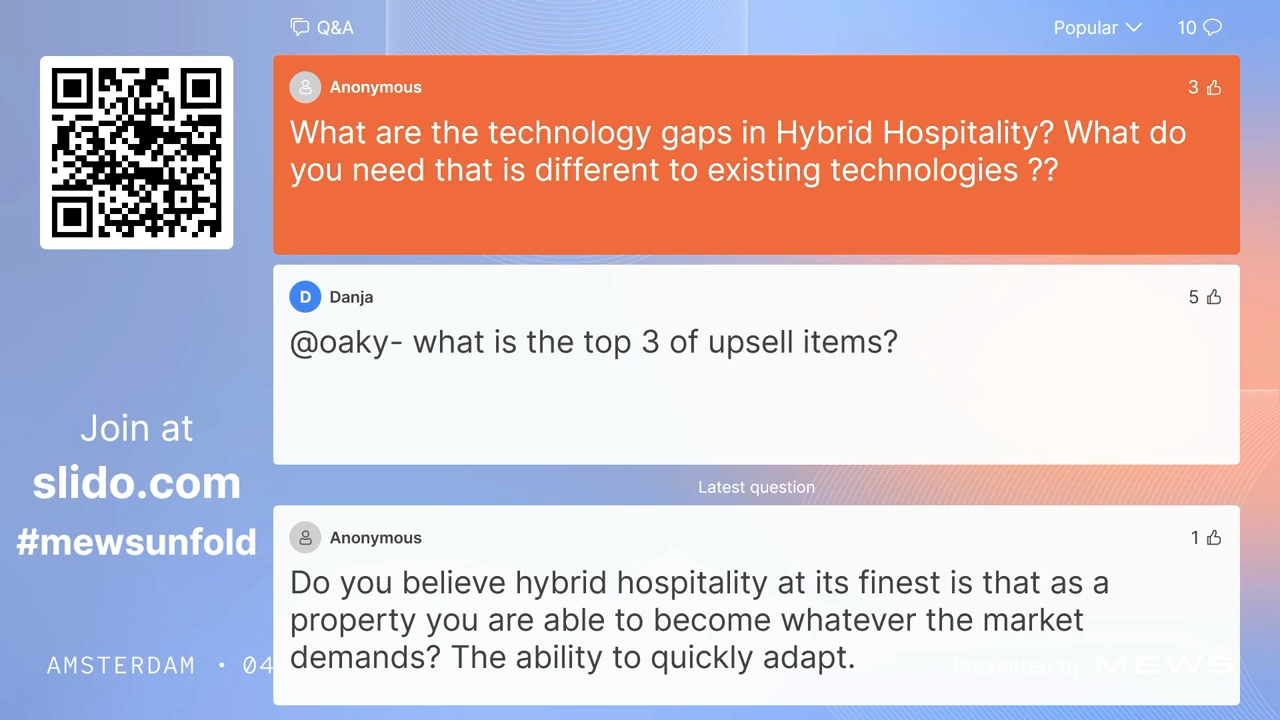 Q&A
Popular
10
Anonymous
3
What are the technology gaps in Hybrid Hospitality? What do
you need that is different to existing technologies ??
D
Danja
5
@oaky- what is the top 3 of upsell items?
Join at
slido.com
#mewsunfold
Latest question
Anonymous
1
Do you believe hybrid hospitality at its finest is that as a
property you are able to become whatever the market
demands? The ability to quickly adapt.
AMSTERDAM • 04
Presented by MEWS